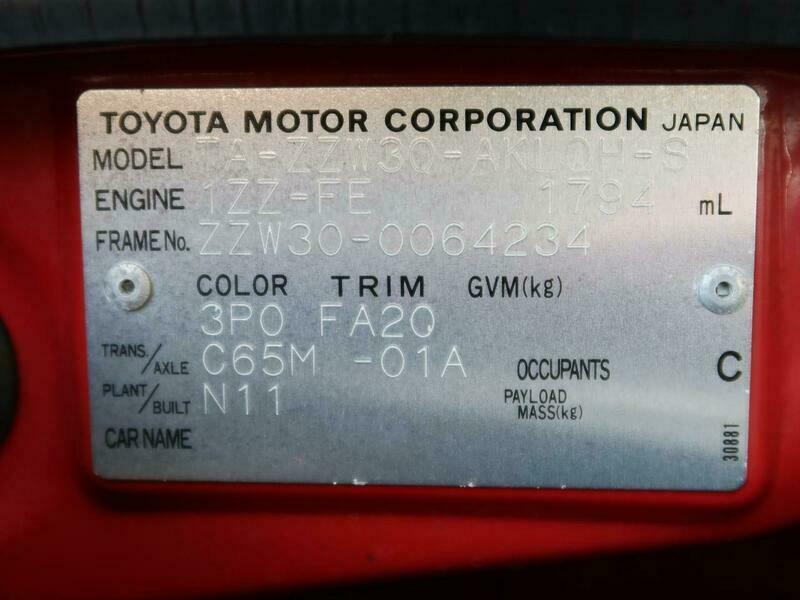 TOYOTA MOTOR CORPORATION JAPAN
MODEL TA-ZZW30-AKLQH-S
ENGINE 1ZZ-FE 1794 mL
FRAME No. ZZW30-0064234
COLOR TRIM GVM(kg)
3P0 FA20
TRANS./AXLE C65M -01A OCCUPANTS C
PLANT/BUILT N11 PAYLOAD MASS(kg)
CAR NAME
30881